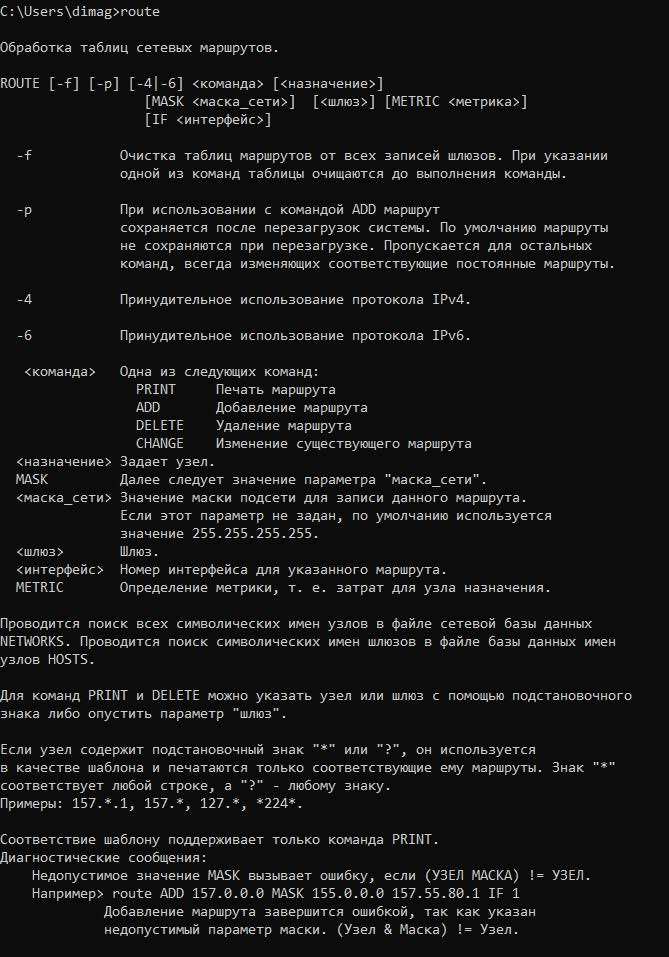 C:\Users\dimag>route
Обработка таблиц сетевых маршрутов.
ROUTE [-f] [-p] [-4|-6] <команда> [<назначение>]
[MASK <маска_сети>]  [<шлюз>] [METRIC <метрика>]
[IF <интерфейс>]
-f           Очистка таблиц маршрутов от всех записей шлюзов. При указании
одной из команд таблицы очищаются до выполнения команды.
-p           При использовании с командой ADD маршрут
сохраняется после перезагрузок системы. По умолчанию маршруты
не сохраняются при перезагрузке. Пропускается для остальных
команд, всегда изменяющих соответствующие постоянные маршруты.
-4           Принудительное использование протокола IPv4.
-6           Принудительное использование протокола IPv6.
<команда>   Одна из следующих команд:
PRINT     Печать маршрута
ADD       Добавление маршрута
DELETE    Удаление маршрута
CHANGE    Изменение существующего маршрута
<назначение> Задает узел.
MASK         Далее следует значение параметра "маска_сети".
<маска_сети> Значение маски подсети для записи данного маршрута.
Если этот параметр не задан, по умолчанию используется
значение 255.255.255.255.
<шлюз>       Шлюз.
<интерфейс>  Номер интерфейса для указанного маршрута.
METRIC       Определение метрики, т. е. затрат для узла назначения.
Проводится поиск всех символических имен узлов в файле сетевой базы данных
NETWORKS. Проводится поиск символических имен шлюзов в файле базы данных имен
узлов HOSTS.
Для команд PRINT и DELETE можно указать узел или шлюз с помощью подстановочного
знака либо опустить параметр "шлюз".
Если узел содержит подстановочный знак "*" или "?", он используется
в качестве шаблона и печатаются только соответствующие ему маршруты. Знак "*"
соответствует любой строке, а "?" - любому знаку.
Примеры: 157.*.1, 157.*, 127.*, *224*.
Соответствие шаблону поддерживает только команда PRINT.
Диагностические сообщения:
Недопустимое значение MASK вызывает ошибку, если (УЗЕЛ МАСКА) != УЗЕЛ.
Например> route ADD 157.0.0.0 MASK 155.0.0.0 157.55.80.1 IF 1
Добавление маршрута завершится ошибкой, так как указан
недопустимый параметр маски. (Узел & Маска) != Узел.